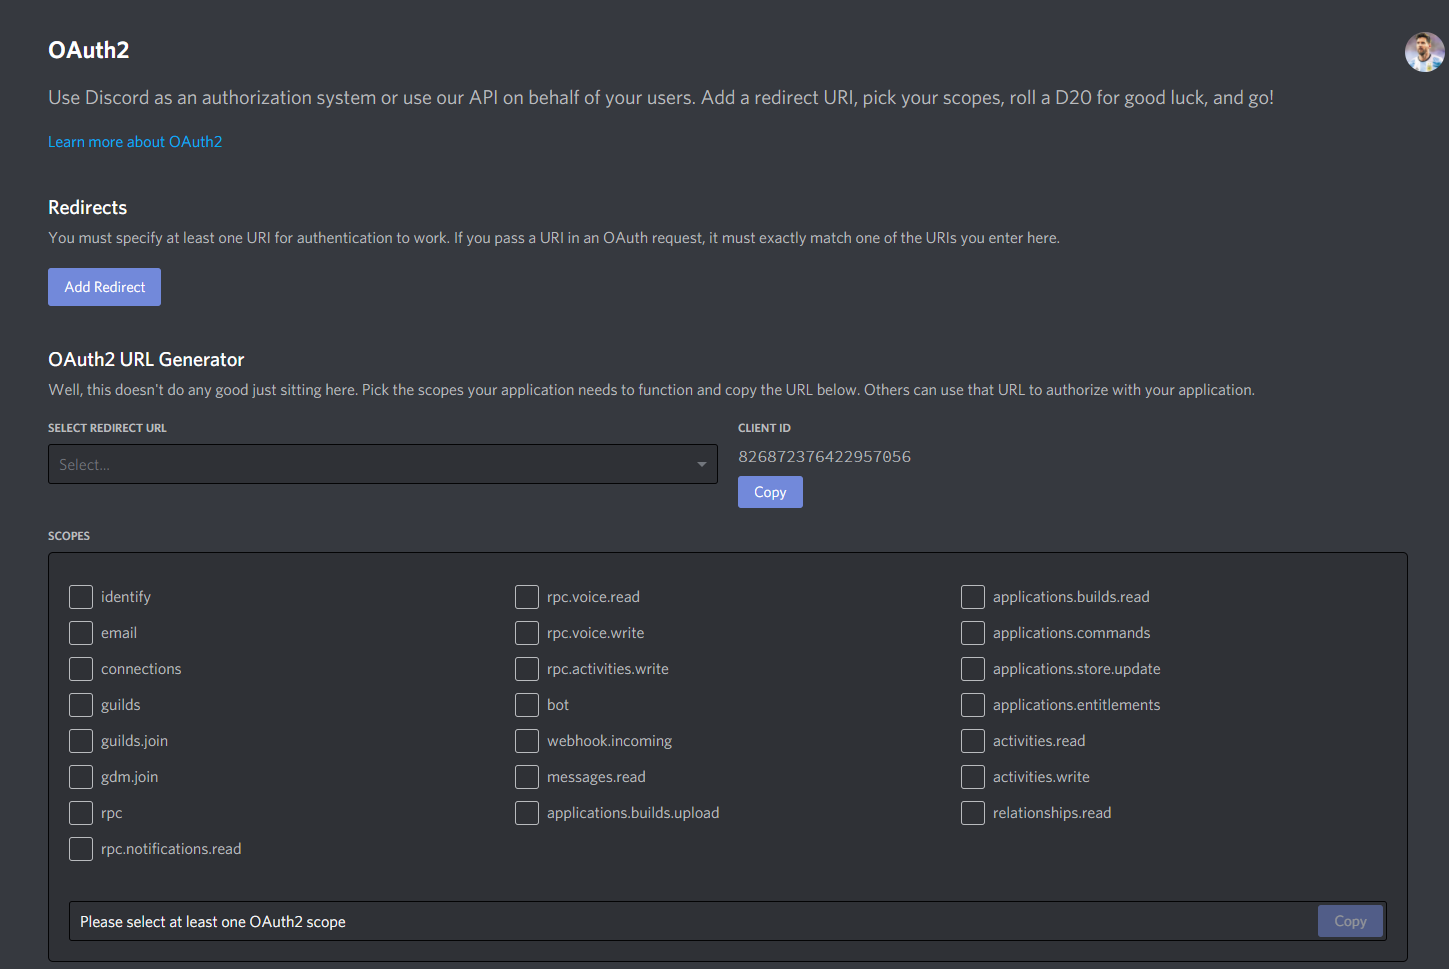 OAuth2
Use Discord as an authorization system or use our API on behalf of your users. Add a redirect URI, pick your scopes, roll a D20 for good luck, and go!
Learn more about OAuth2
Redirects
You must specify at least one URI for authentication to work. If you pass a URI in an OAuth request, it must exactly match one of the URIs you enter here.
Add Redirect
OAuth2 URL Generator
Well, this doesn't do any good just sitting here. Pick the scopes your application needs to function and copy the URL below. Others can use that URL to authorize with your application.
SELECT REDIRECT URL
Select...
CLIENT ID
826872376422957056
Copy
SCOPES
identify
email
connections
guilds
guilds.join
gdm.join
rpc
rpc.notifications.read
rpc.voice.read
rpc.voice.write
rpc.activities.write
bot
webhook.incoming
messages.read
applications.builds.upload
applications.builds.read
applications.commands
applications.store.update
applications.entitlements
activities.read
activities.write
relationships.read
Please select at least one OAuth2 scope
Copy